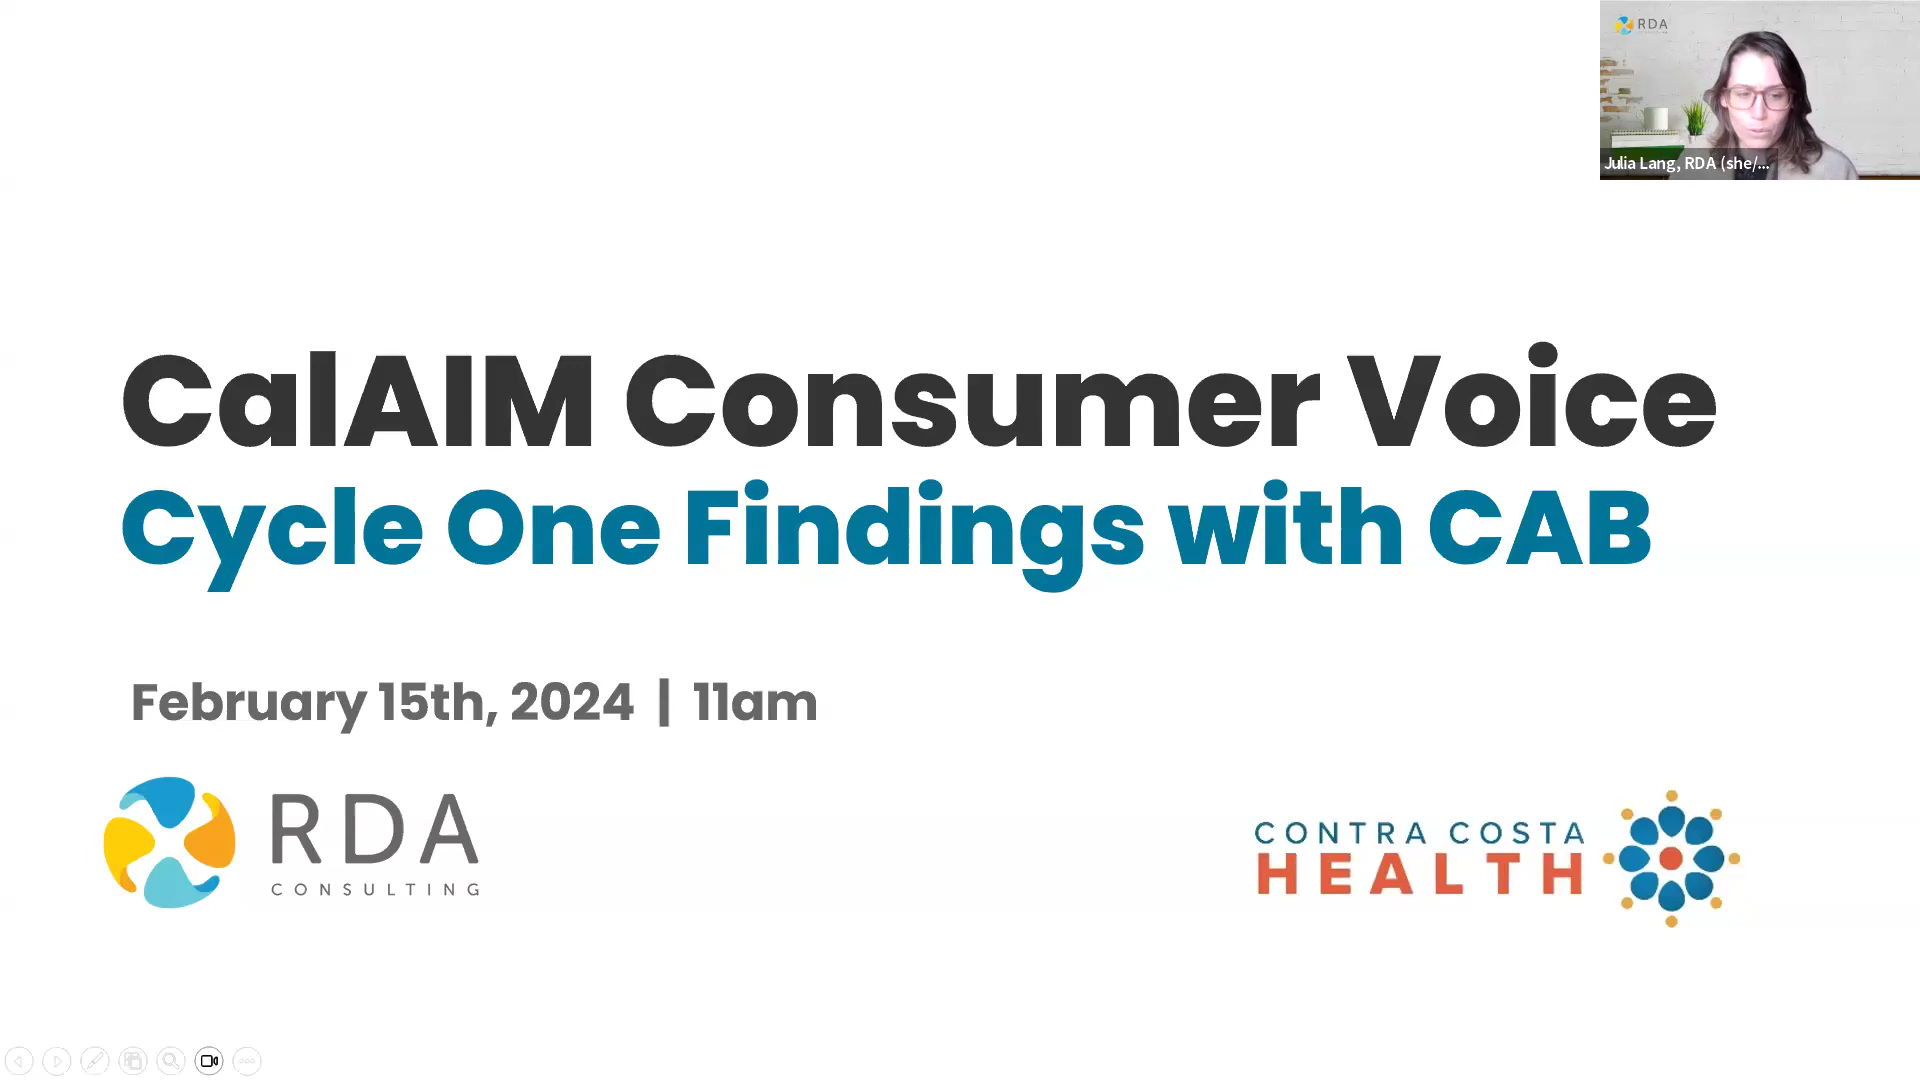 RDA
Julia Lang, RDA (she/...
CalAIM Consumer Voice
Cycle One Findings with CAB
February 15th, 2024 | 11am
RDA
CONSULTING
CONTRA COSTA
HEALTH